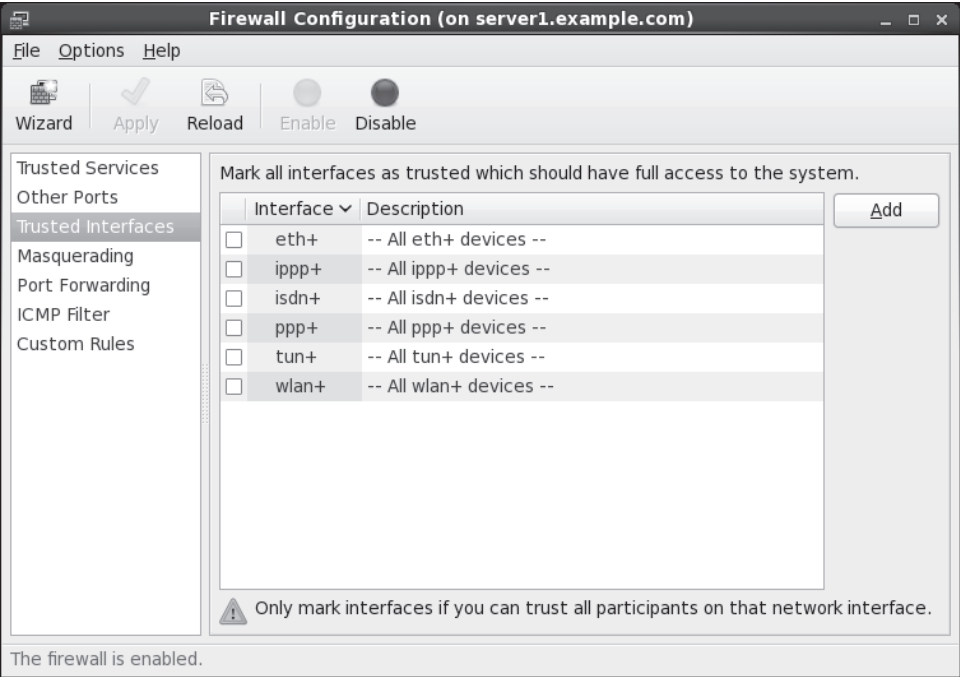 Firewall Configuration (on server1.example.com)
File Options Help
Wizard Apply Reload Enable Disable
Trusted Services
Other Ports
Trusted Interfaces
Masquerading
Port Forwarding
ICMP Filter
Custom Rules
Mark all interfaces as trusted which should have full access to the system.
Interface Description
eth+ -- All eth+ devices --
ippp+ -- All ippp+ devices --
isdn+ -- All isdn+ devices --
ppp+ -- All ppp+ devices --
tun+ -- All tun+ devices --
wlan+ -- All wlan+ devices --
Add
Only mark interfaces if you can trust all participants on that network interface.
The firewall is enabled.